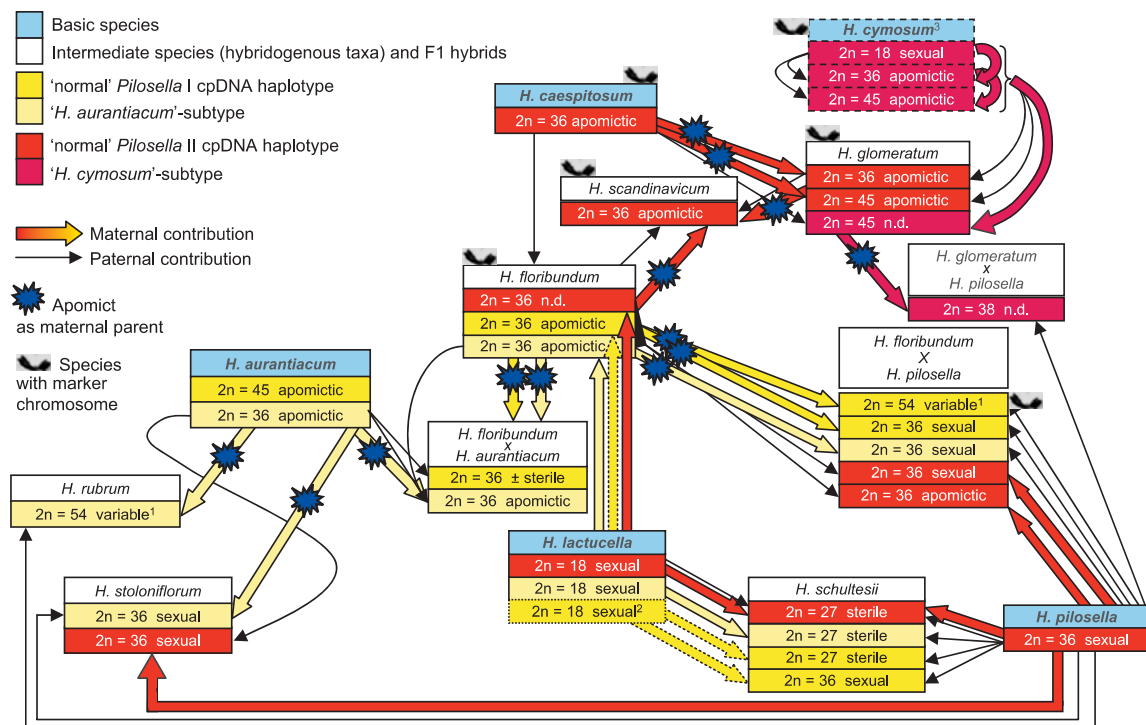 Basic species
Intermediate species (hybridogenous taxa) and F1 hybrids
'normal' Pilosella I cpDNA haplotype
'H. aurantiacum'-subtype
'normal' Pilosella II cpDNA haplotype
'H. cymosum'-subtype
Maternal contribution
Paternal contribution
Apomict
as maternal parent
Species
with marker
chromosome
H. cymosum³
2n = 18 sexual
2n = 36 apomictic
2n = 45 apomictic
H. caespitosum
2n = 36 apomictic
H. glomeratum
2n = 36 apomictic
2n = 45 apomictic
2n = 45 n.d.
H. scandinavicum
2n = 36 apomictic
H. glomeratum
x
H. pilosella
2n = 38 n.d.
H. floribundum
2n = 36 n.d.
2n = 36 apomictic
2n = 36 apomictic
H. floribundum
X
H. pilosella
2n = 54 variable¹
2n = 36 sexual
2n = 36 sexual
2n = 36 sexual
2n = 36 apomictic
H. aurantiacum
2n = 45 apomictic
2n = 36 apomictic
H. floribundum
x
H. aurantiacum
2n = 36 ± sterile
2n = 36 apomictic
H. rubrum
2n = 54 variable¹
H. lactucella
2n = 18 sexual
2n = 18 sexual
2n = 18 sexual²
H. stoloniflorum
2n = 36 sexual
2n = 36 sexual
H. schultesii
2n = 27 sterile
2n = 27 sterile
2n = 27 sterile
2n = 36 sexual
H. pilosella
2n = 36 sexual